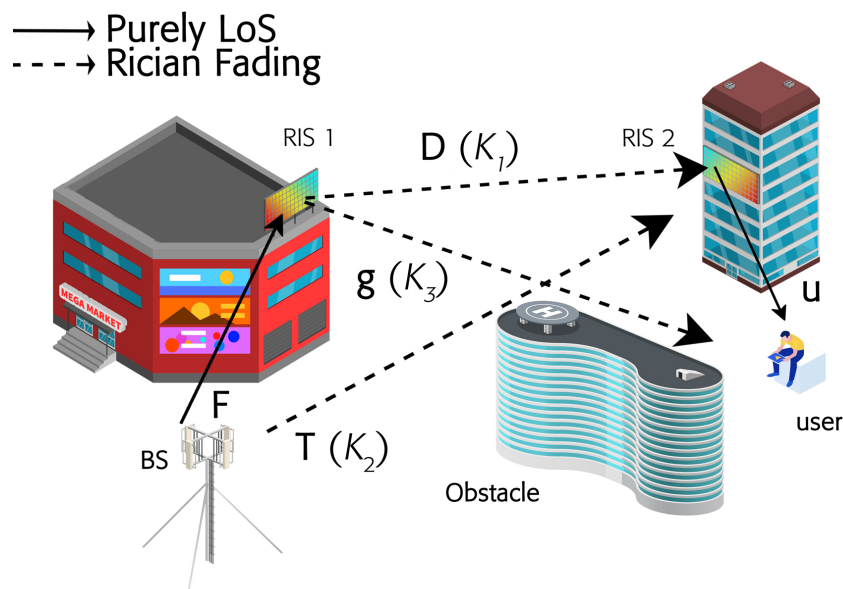 Purely LoS
Rician Fading
RIS 1
D (K₁)
RIS 2
g (K₃)
u
MEGA MARKET
F
T (K₂)
BS
H
Obstacle
user